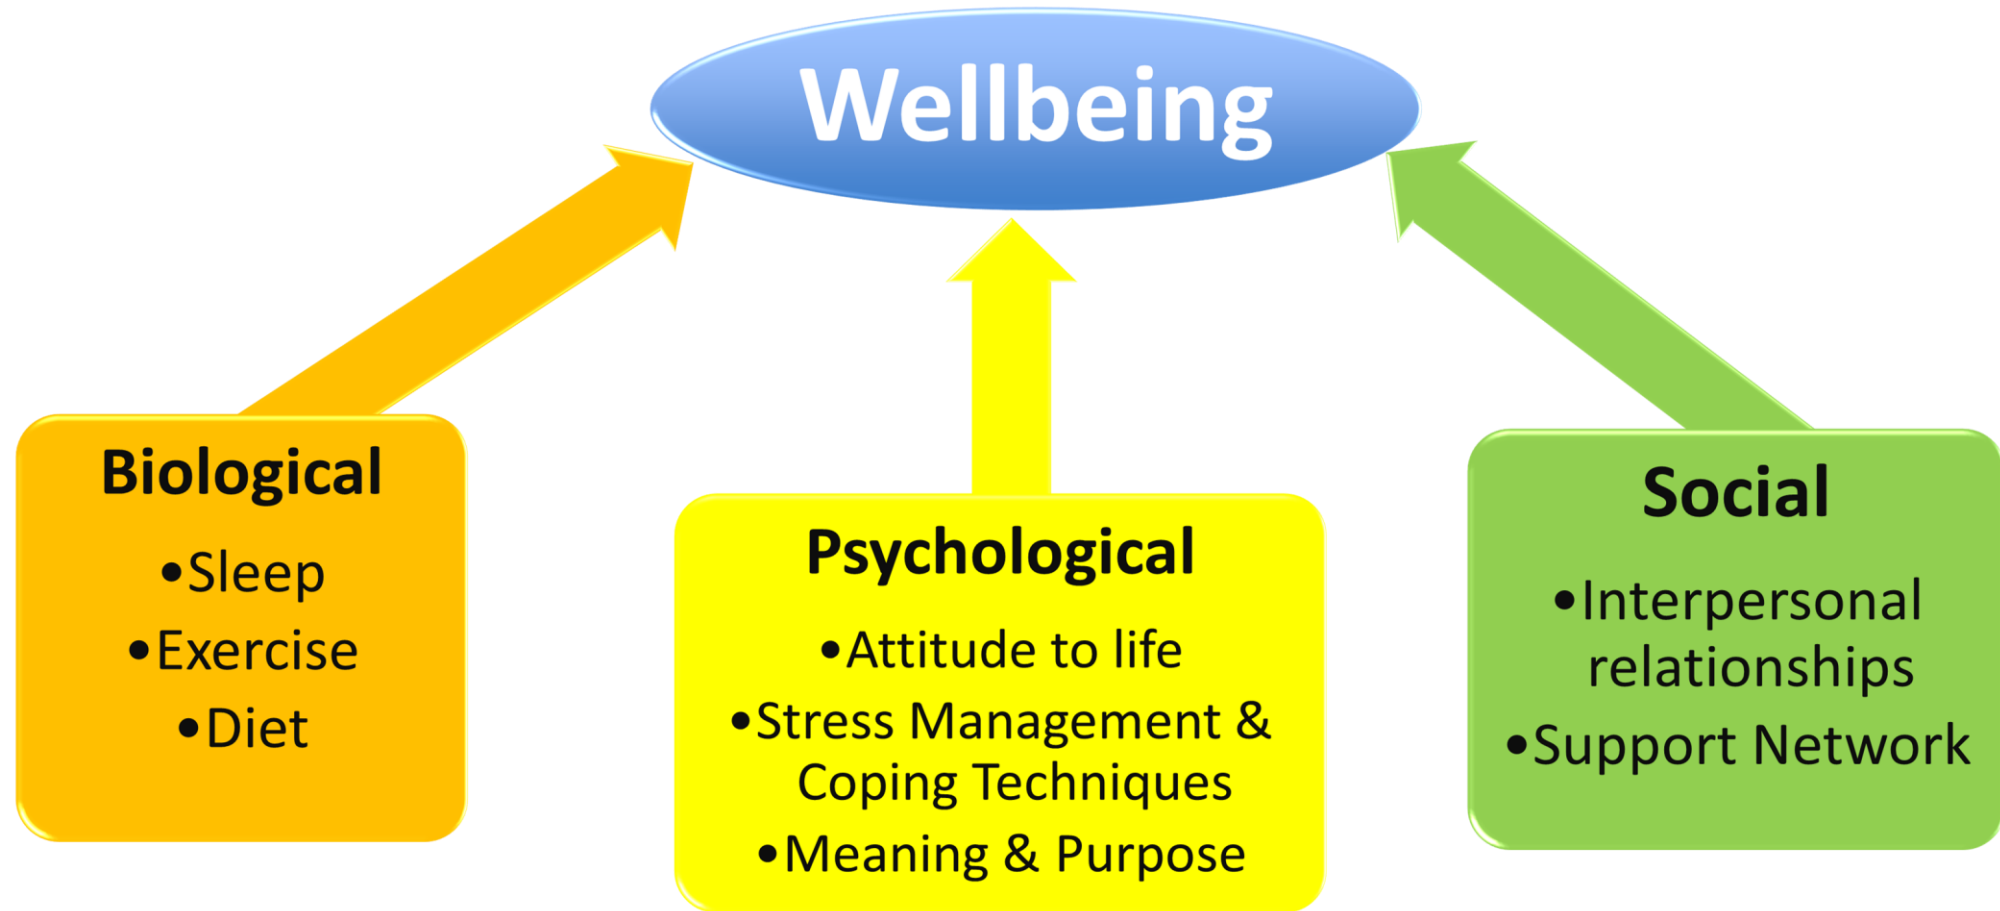 Wellbeing
Biological
•Sleep
•Exercise
•Diet
Psychological
•Attitude to life
•Stress Management &
Coping Techniques
•Meaning & Purpose
Social
•Interpersonal
relationships
•Support Network